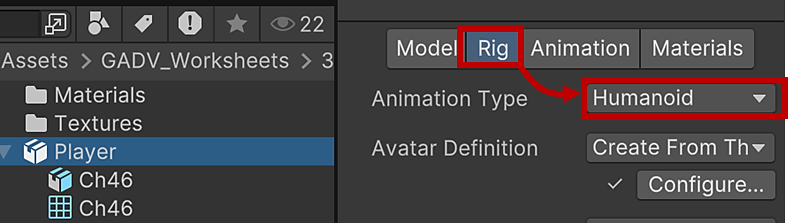 22
Assets > GADV_Worksheets > 3
Materials
Textures
Player
Ch46
Ch46
Model Rig Animation Materials
Animation Type Humanoid
Avatar Definition Create From Th
Configure...